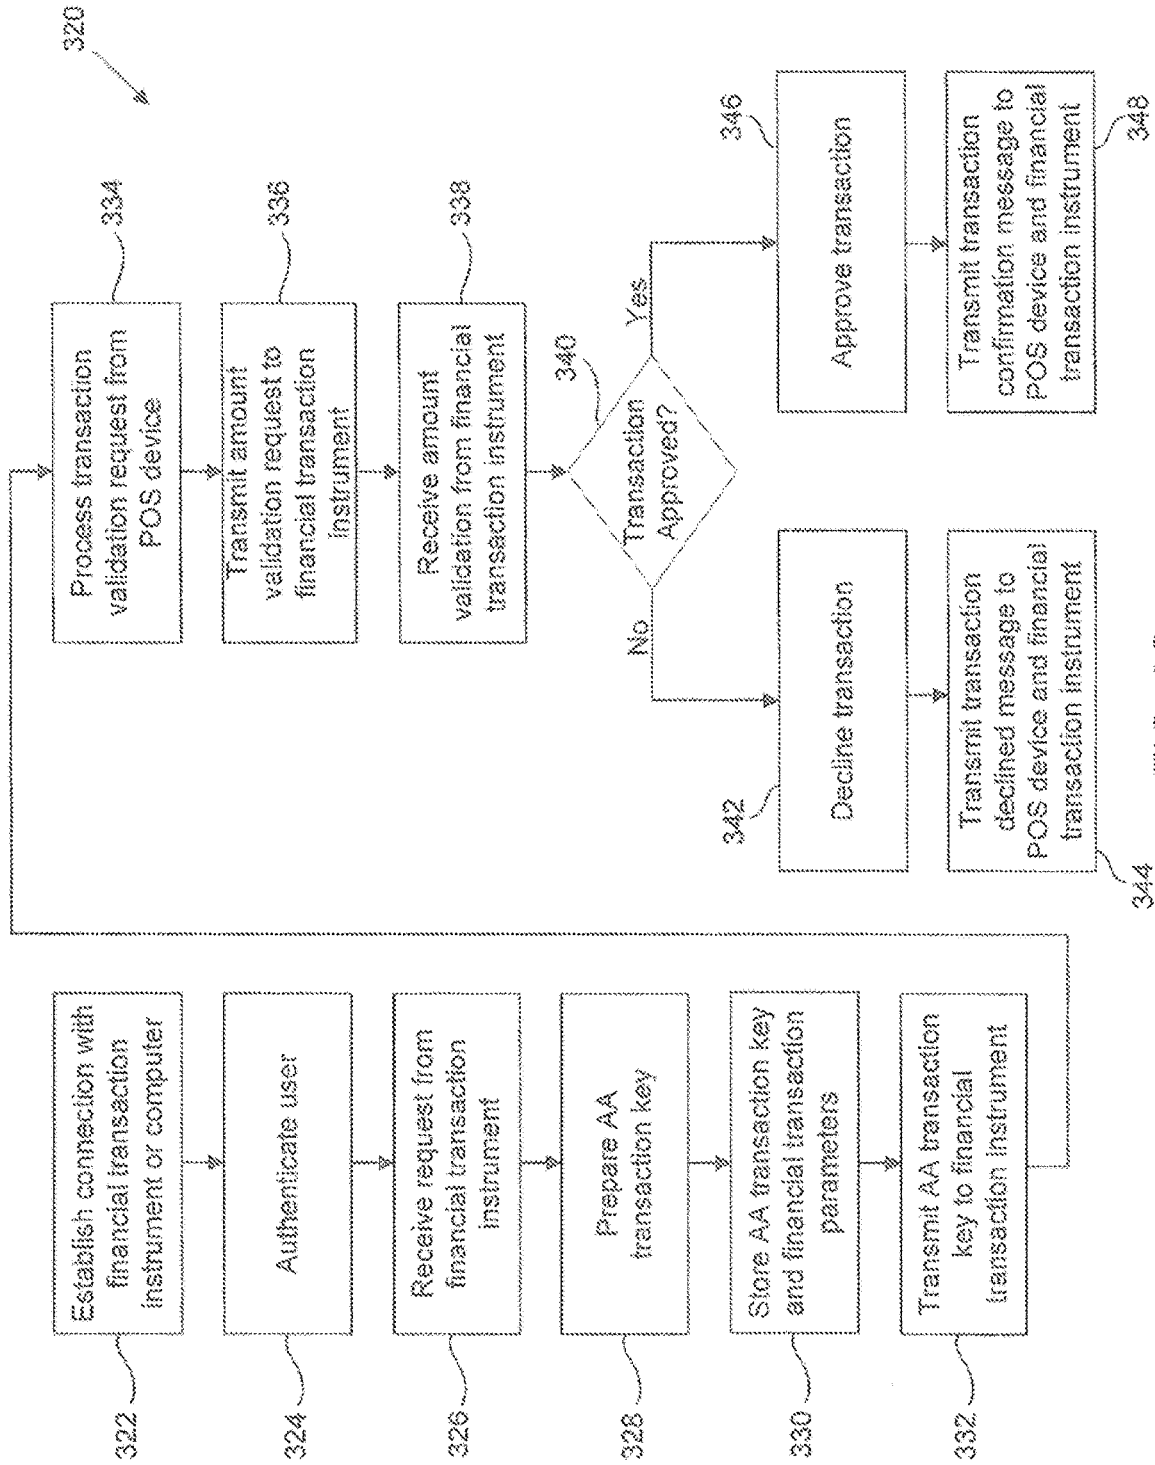 320
322
Establish connection with
financial transaction
instrument or computer
324
Authenticate user
326
Receive request from
financial transaction
instrument
328
Prepare AA
transaction key
330
Store AA transaction key
and financial transaction
parameters
332
Transmit AA transaction
key to financial
transaction instrument
334
Process transaction
validation request from
POS device
336
Transmit amount
validation request to
financial transaction
instrument
338
Receive amount
validation from financial
transaction instrument
340
Transaction
Approved?
No
Yes
342
Decline transaction
344
Transmit transaction
declined message to
POS device and financial
transaction instrument
346
Approve transaction
348
Transmit transaction
confirmation message to
POS device and financial
transaction instrument